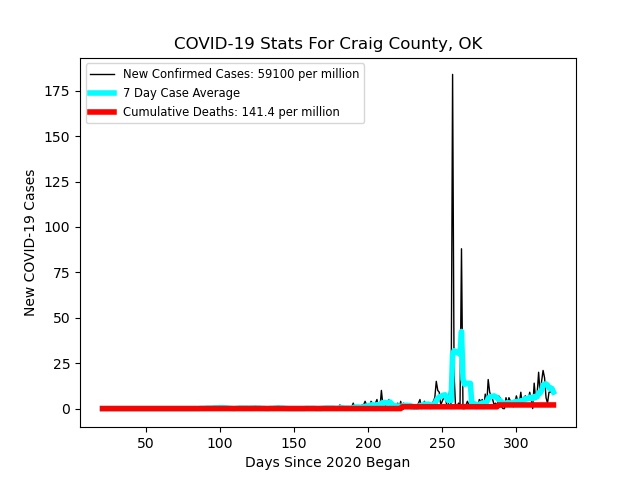 COVID-19 Stats For Craig County, OK
New Confirmed Cases: 59100 per million
7 Day Case Average
Cumulative Deaths: 141.4 per million
New COVID-19 Cases
175
150
125
100
75
50
25
0
50 100 150 200 250 300
Days Since 2020 Began